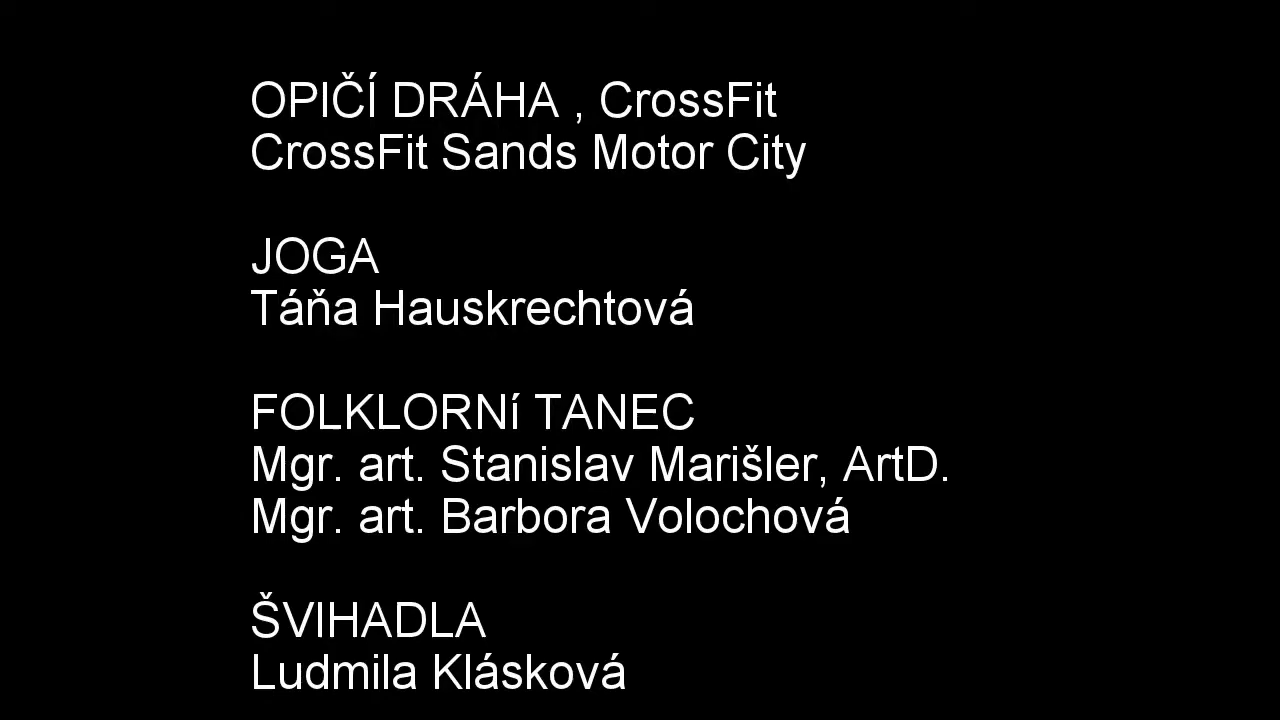 OPIČÍ DRÁHA , CrossFit
CrossFit Sands Motor City
JOGA
Táňa Hauskrechtová
FOLKLORNí TANEC
Mgr. art. Stanislav Marišler, ArtD.
Mgr. art. Barbora Volochová
ŠVIHADLA
Ludmila Klásková